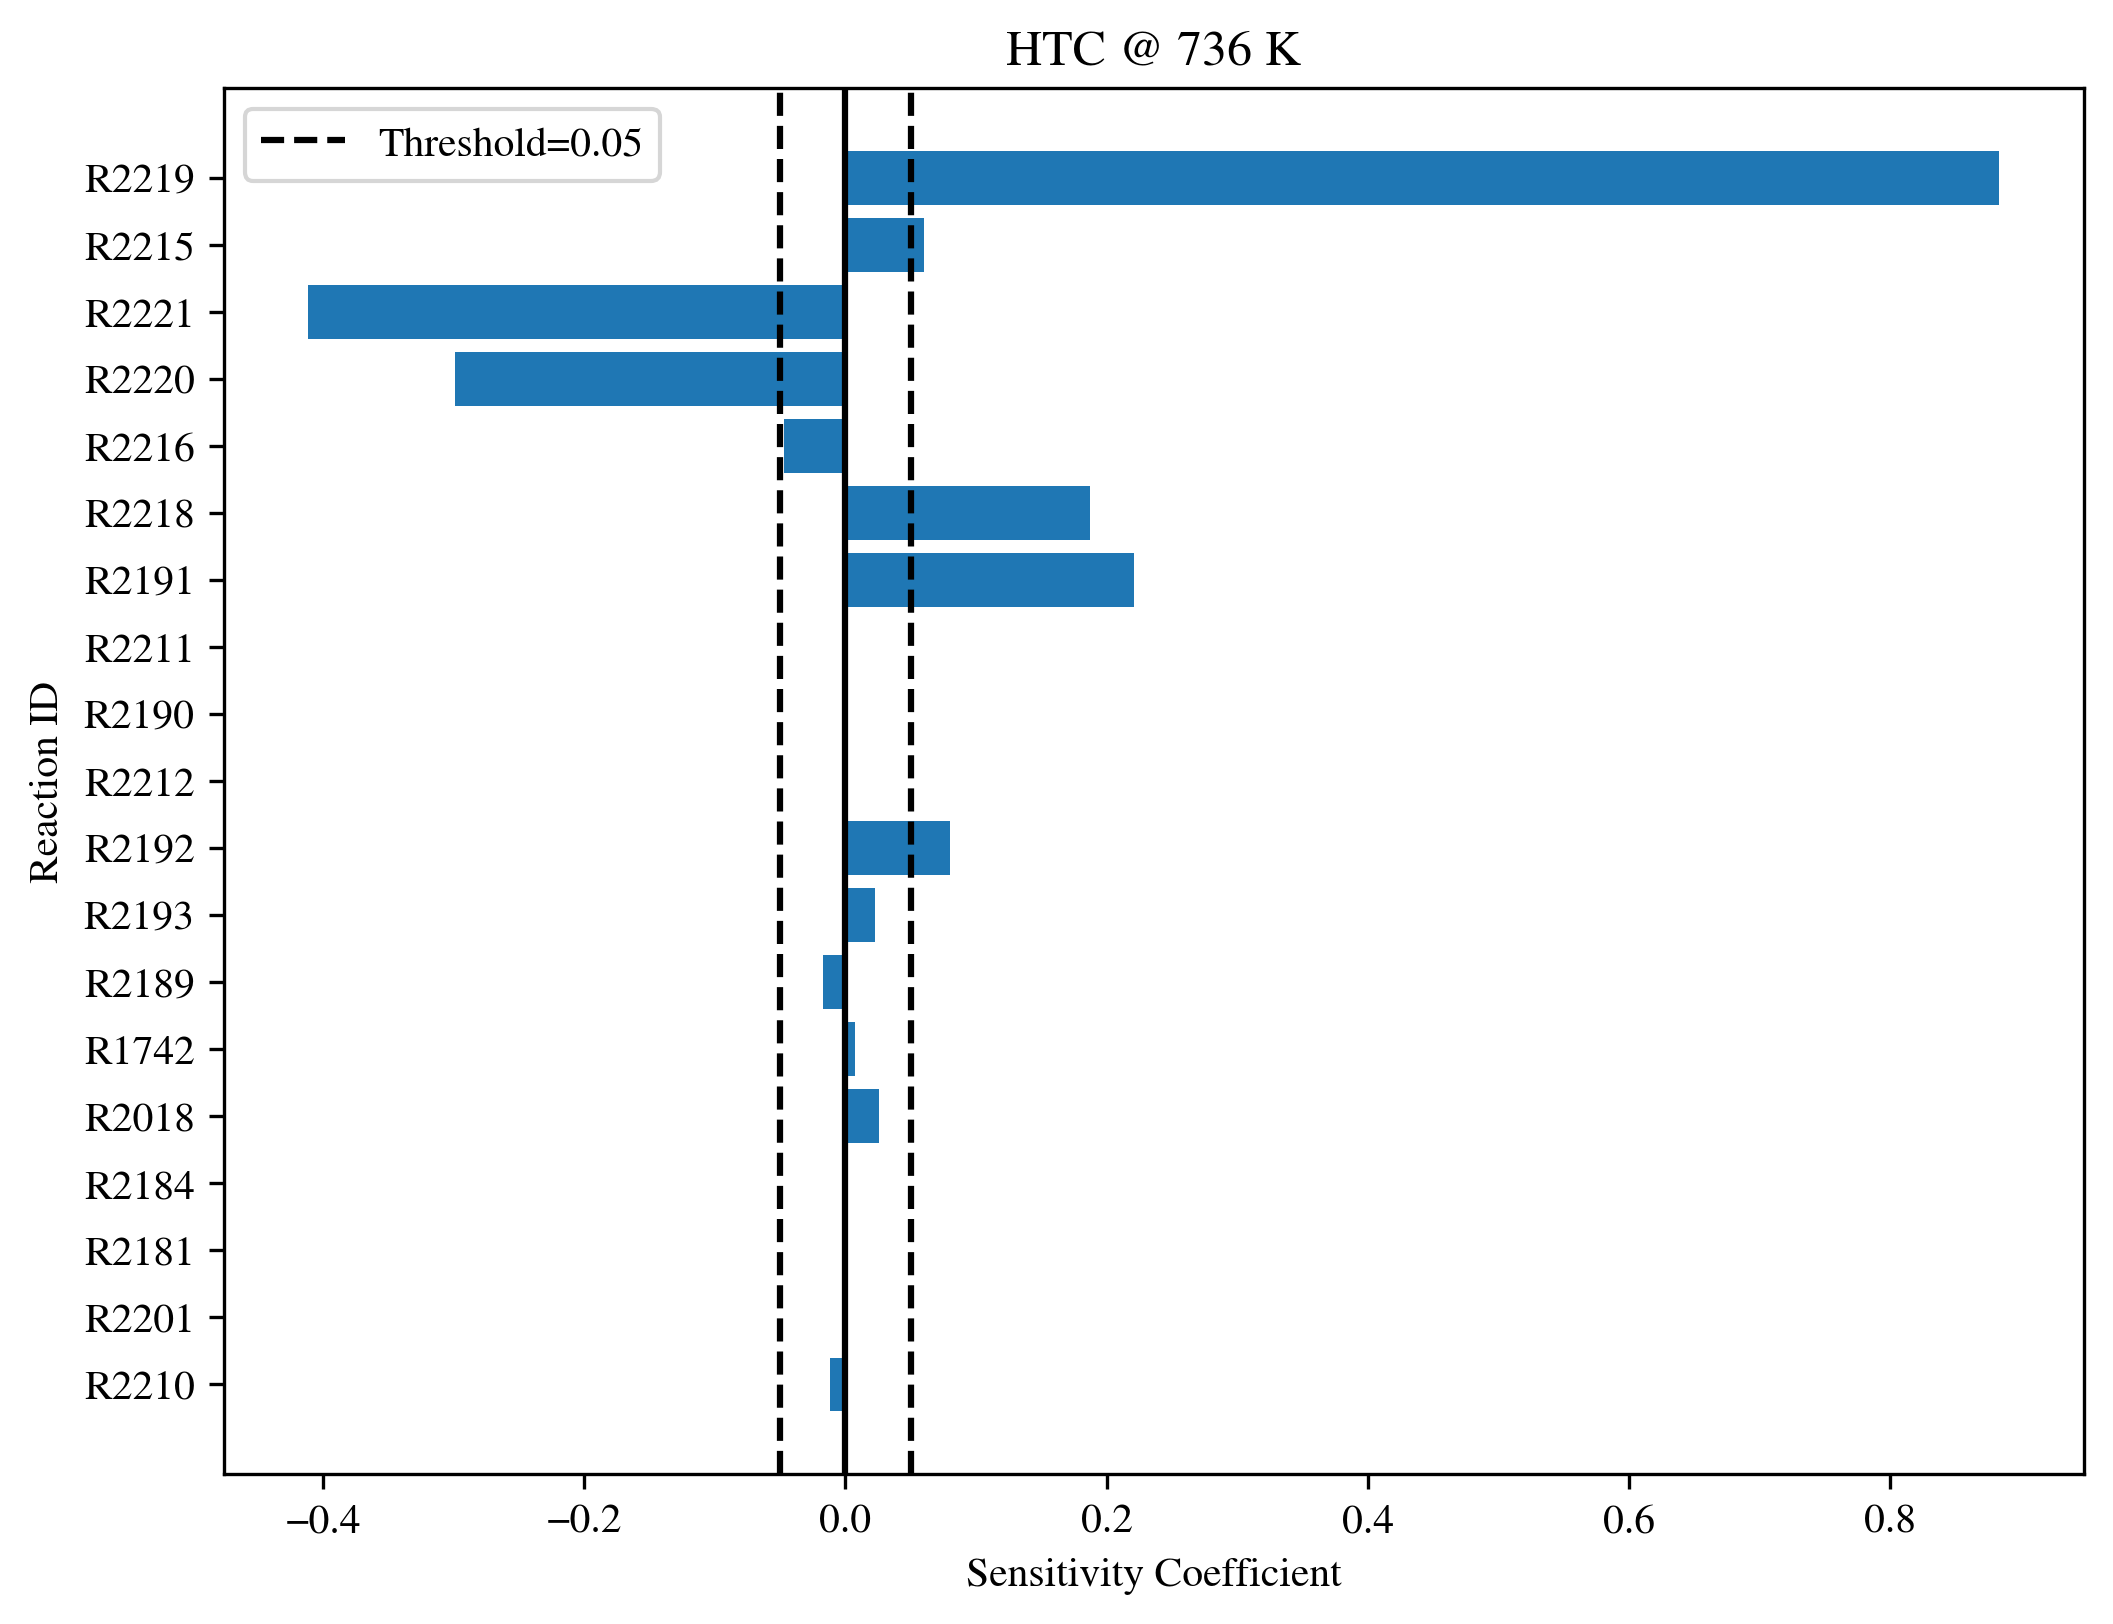 HTC @ 736 K
Threshold=0.05
R2219
R2215
R2221
R2220
R2216
R2218
R2191
R2211
R2190
R2212
R2192
R2193
R2189
R1742
R2018
R2184
R2181
R2201
R2210
Reaction ID
−0.4 −0.2 0.0 0.2 0.4 0.6 0.8
Sensitivity Coefficient